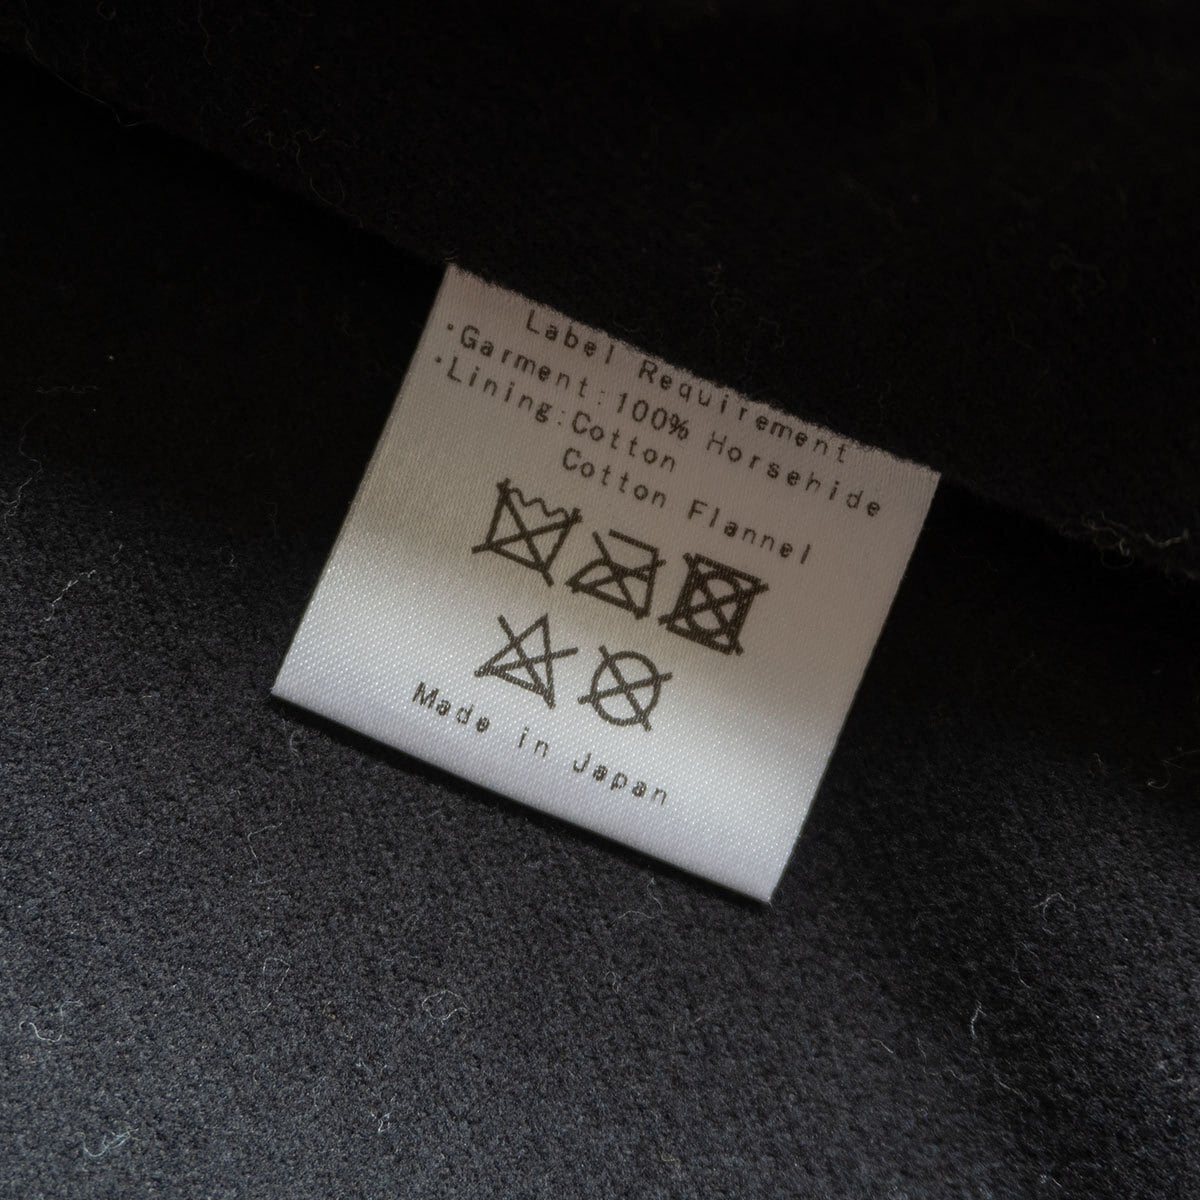 Label Requirement
・Garment:100% Horsehide
・Lining:Cotton
Cotton Flannel
Made in Japan